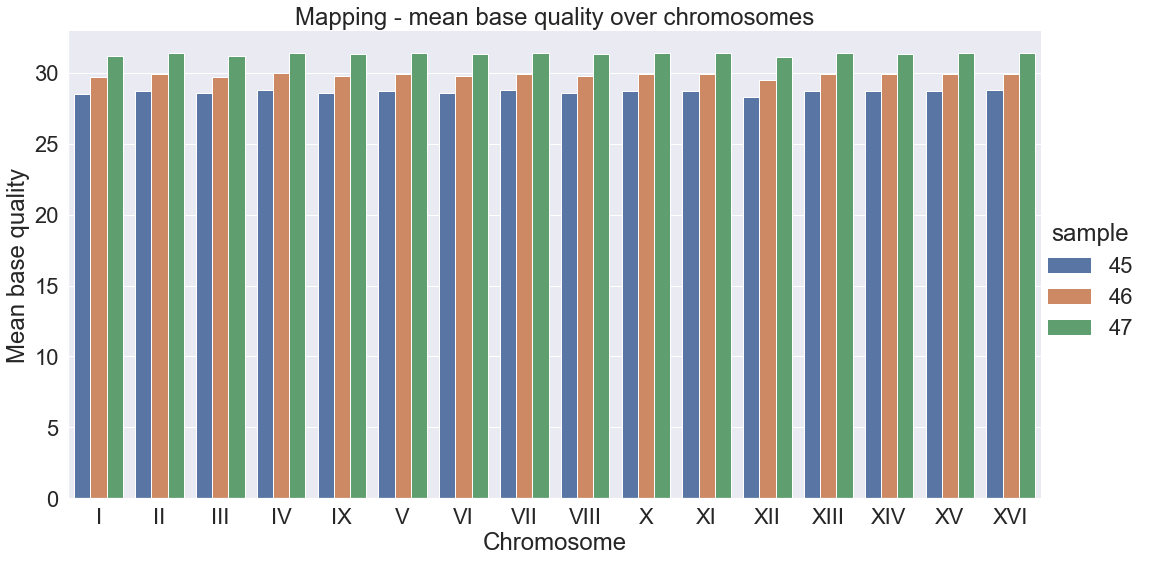 Mapping - mean base quality over chromosomes
Mean base quality
30
25
20
15
10
5
0
I II III IV IX V VI VII VIII X XI XII XIII XIV XV XVI
Chromosome
sample
45
46
47